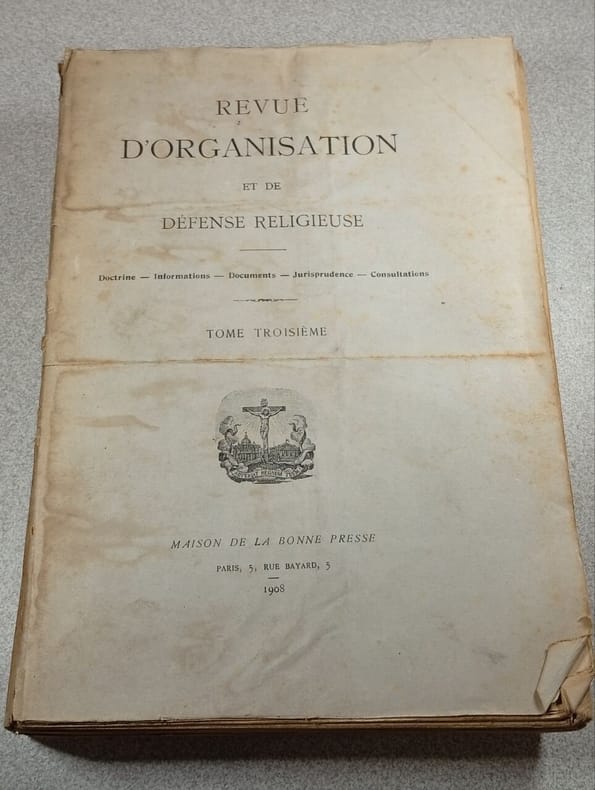 REVUE
D'ORGANISATION
ET DE
DÉFENSE RELIGIEUSE
Doctrine — Informations — Documents — Jurisprudence — Consultations
TOME TROISIÈME
MAISON DE LA BONNE PRESSE
PARIS, 5, RUE BAYARD, 5
1908